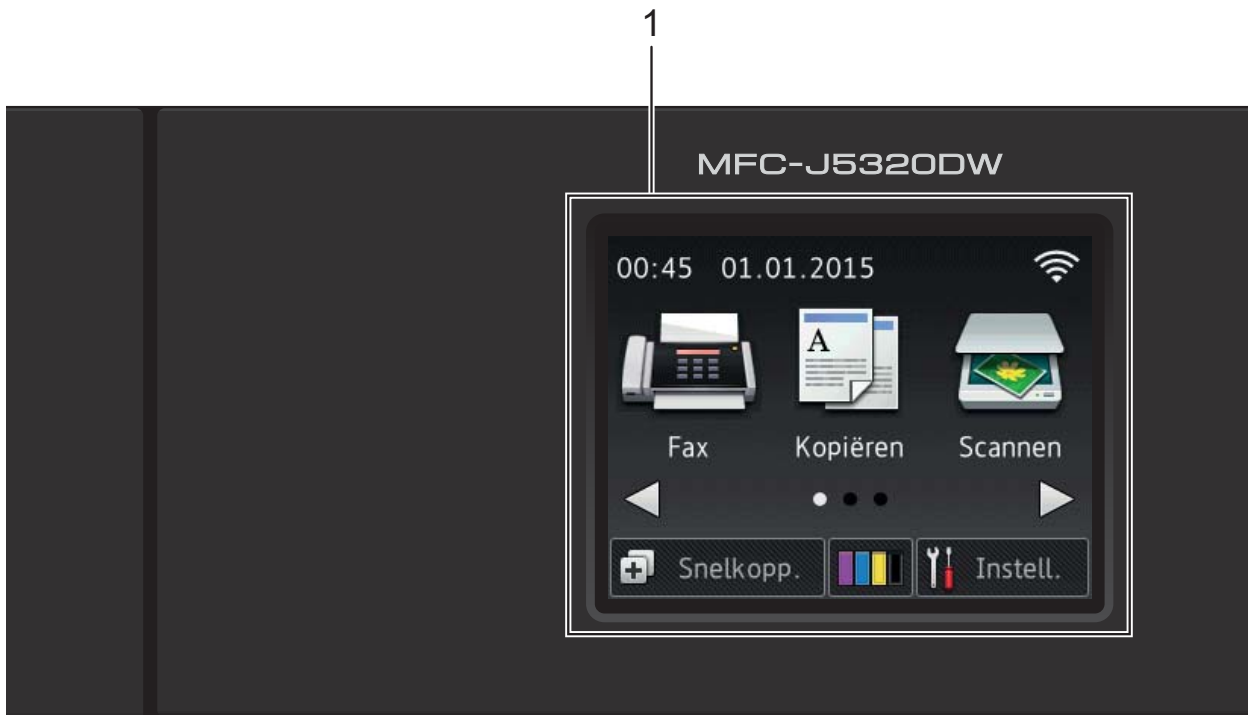 1
MFC-J5320DW
00:45 01.01.2015
A
Fax Kopiëren Scannen
Snelkopp. Instell.